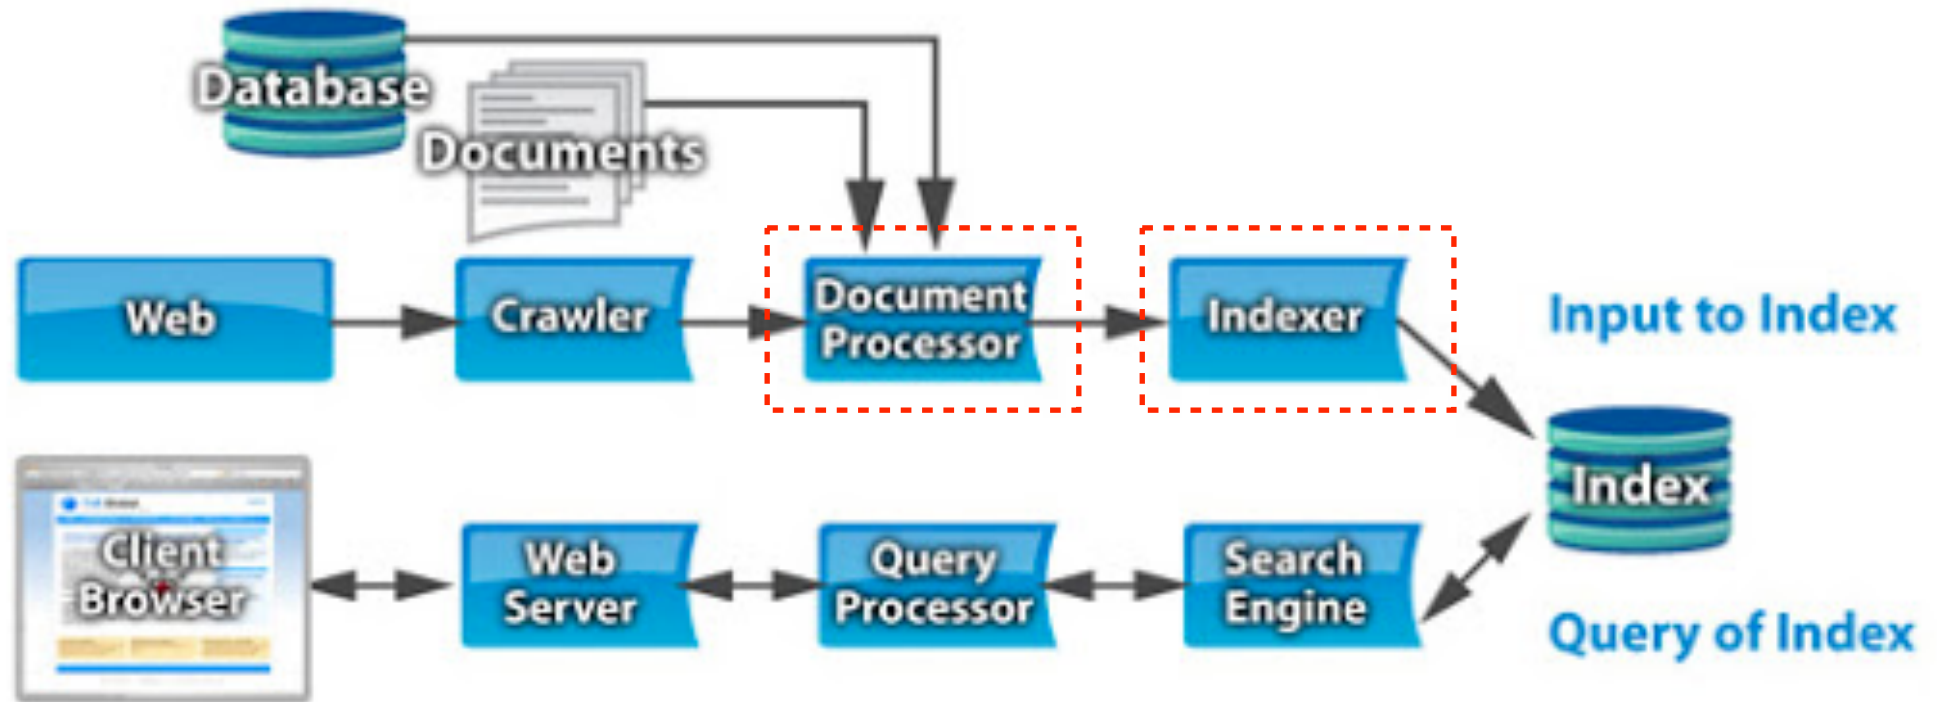 Database
Documents
Web
Crawler
Document
Processor
Indexer
Input to Index
Index
Client
Browser
Web
Server
Query
Processor
Search
Engine
Query of Index